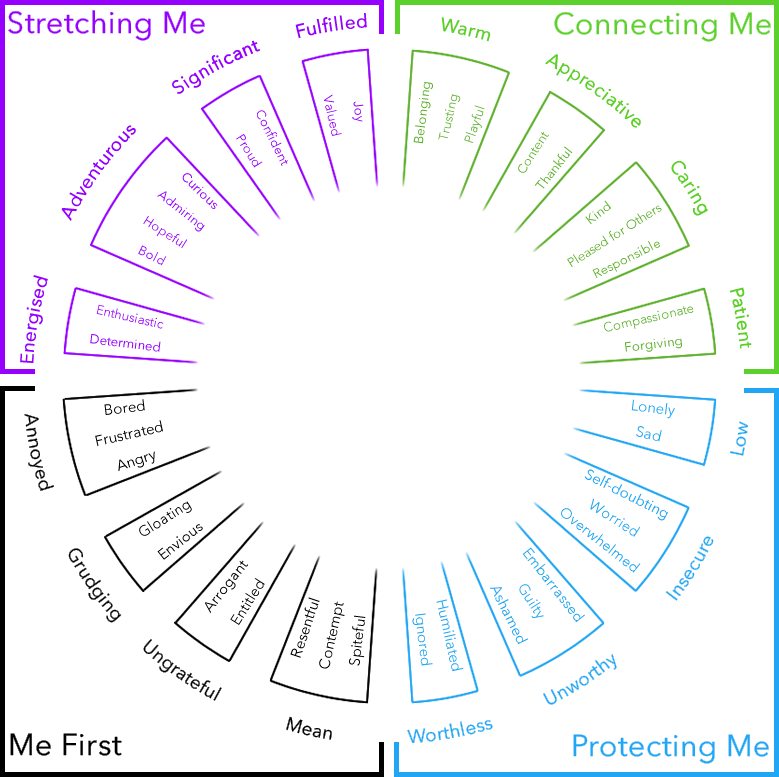 Stretching Me
Fulfilled
Joy
Valued
Significant
Confident
Proud
Adventurous
Curious
Admiring
Hopeful
Bold
Energised
Enthusiastic
Determined
Connecting Me
Warm
Belonging
Trusting
Playful
Appreciative
Content
Thankful
Caring
Kind
Pleased for Others
Responsible
Patient
Compassionate
Forgiving
Me First
Annoyed
Bored
Frustrated
Angry
Grudging
Gloating
Envious
Ungrateful
Arrogant
Entitled
Mean
Resentful
Contempt
Spiteful
Protecting Me
Low
Lonely
Sad
Insecure
Self-doubting
Worried
Overwhelmed
Unworthy
Embarrassed
Guilty
Ashamed
Worthless
Humiliated
Ignored